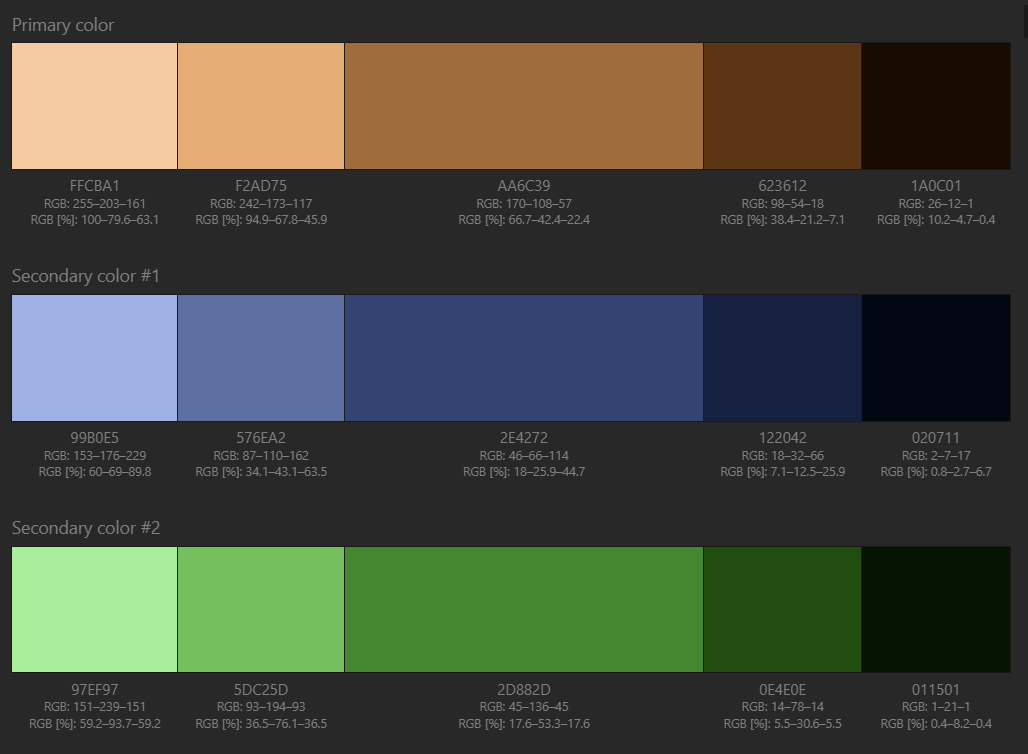 Primary color
FFCBA1 F2AD75 AA6C39 623612 1A0C01
RGB: 255–203–161 RGB: 242–173–117 RGB: 170–108–57 RGB: 98–54–18 RGB: 26–12–1
RGB [%]: 100–79.6–63.1 RGB [%]: 94.9–67.8–45.9 RGB [%]: 66.7–42.4–22.4 RGB [%]: 38.4–21.2–7.1 RGB [%]: 10.2–4.7–0.4
Secondary color #1
99B0E5 576EA2 2E4272 122042 020711
RGB: 153–176–229 RGB: 87–110–162 RGB: 46–66–114 RGB: 18–32–66 RGB: 2–7–17
RGB [%]: 60–69–89.8 RGB [%]: 34.1–43.1–63.5 RGB [%]: 18–25.9–44.7 RGB [%]: 7.1–12.5–25.9 RGB [%]: 0.8–2.7–6.7
Secondary color #2
97EF97 5DC25D 2D882D 0E4E0E 011501
RGB: 151–239–151 RGB: 93–194–93 RGB: 45–136–45 RGB: 14–78–14 RGB: 1–21–1
RGB [%]: 59.2–93.7–59.2 RGB [%]: 36.5–76.1–36.5 RGB [%]: 17.6–53.3–17.6 RGB [%]: 5.5–30.6–5.5 RGB [%]: 0.4–8.2–0.4